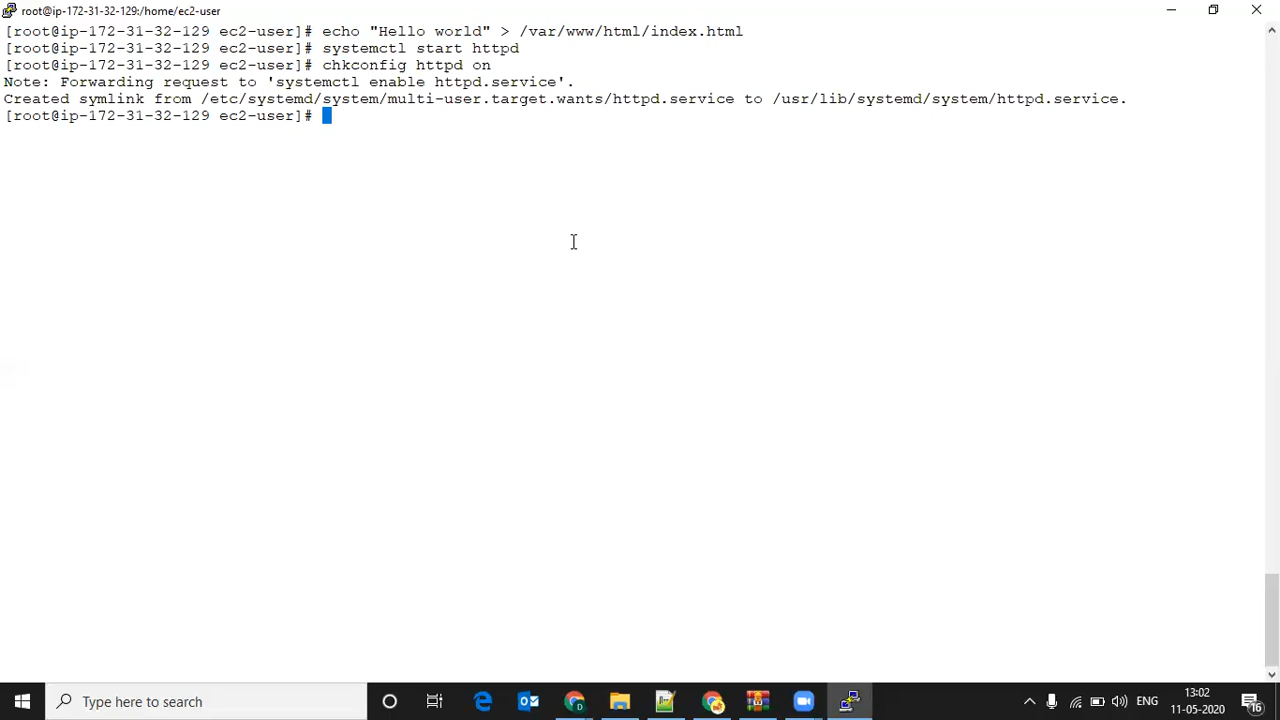 root@ip-172-31-32-129:/home/ec2-user
[root@ip-172-31-32-129 ec2-user]# echo "Hello world" > /var/www/html/index.html
[root@ip-172-31-32-129 ec2-user]# systemctl start httpd
[root@ip-172-31-32-129 ec2-user]# chkconfig httpd on
Note: Forwarding request to 'systemctl enable httpd.service'.
Created symlink from /etc/systemd/system/multi-user.target.wants/httpd.service to /usr/lib/systemd/system/httpd.service.
[root@ip-172-31-32-129 ec2-user]#
Type here to search
ENG
13:02
11-05-2020
16